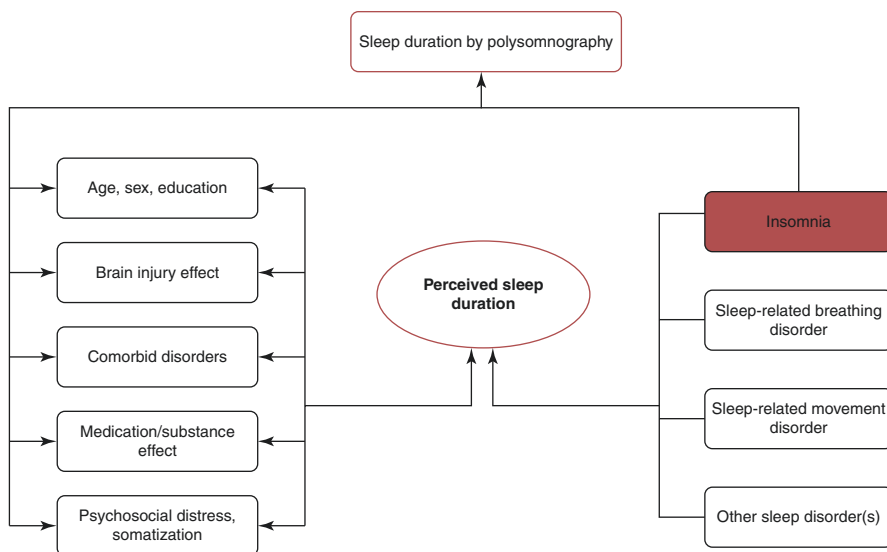 Sleep duration by polysomnography
Age, sex, education
Brain injury effect
Comorbid disorders
Medication/substance
effect
Psychosocial distress,
somatization
Perceived sleep
duration
Insomnia
Sleep-related breathing
disorder
Sleep-related movement
disorder
Other sleep disorder(s)